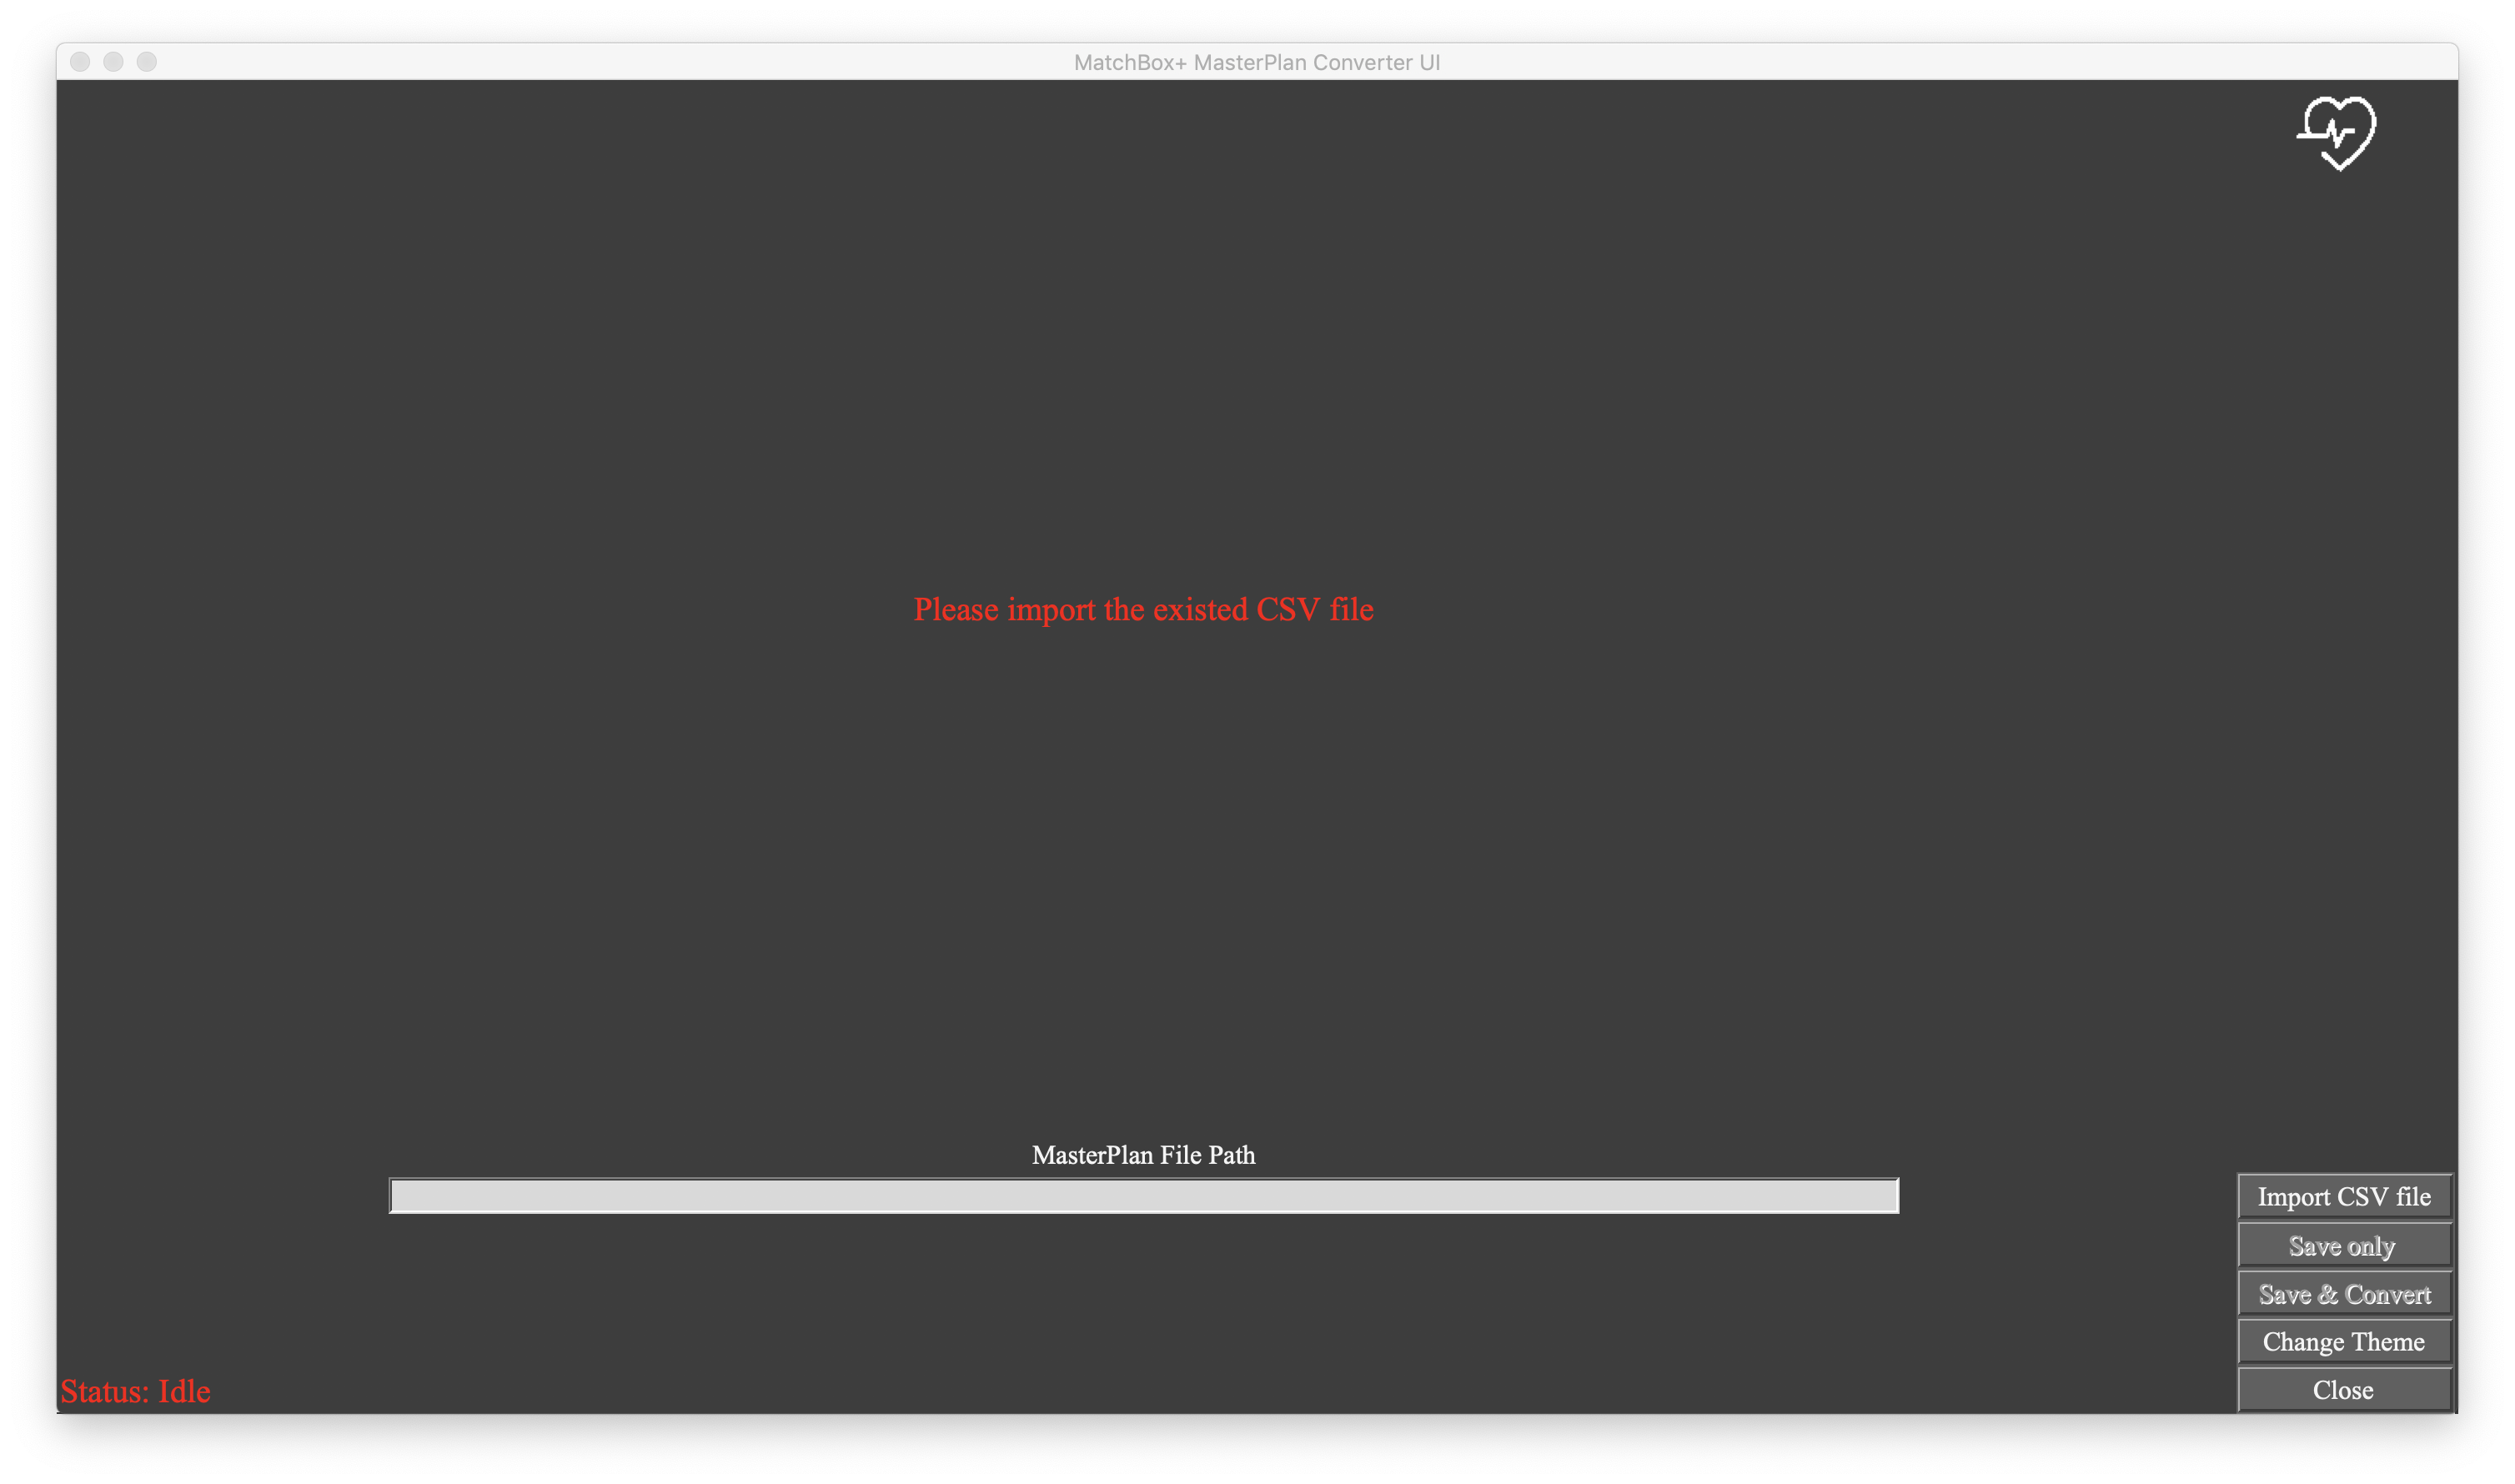 MatchBox+ MasterPlan Converter UI
Please import the existed CSV file
MasterPlan File Path
Import CSV file
Save only
Save & Convert
Change Theme
Close
Status: Idle